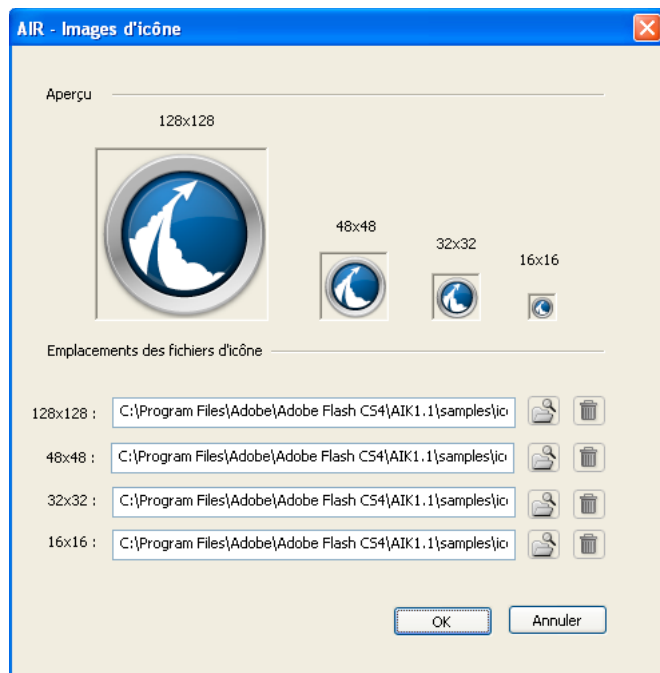 AIR - Images d'icône
Aperçu
128x128
48x48
32x32
16x16
Emplacements des fichiers d'icône
128x128 : C:\Program Files\Adobe\Adobe Flash CS4\AIK1.1\samples\ic
48x48 : C:\Program Files\Adobe\Adobe Flash CS4\AIK1.1\samples\ic
32x32 : C:\Program Files\Adobe\Adobe Flash CS4\AIK1.1\samples\ic
16x16 : C:\Program Files\Adobe\Adobe Flash CS4\AIK1.1\samples\ic
OK Annuler